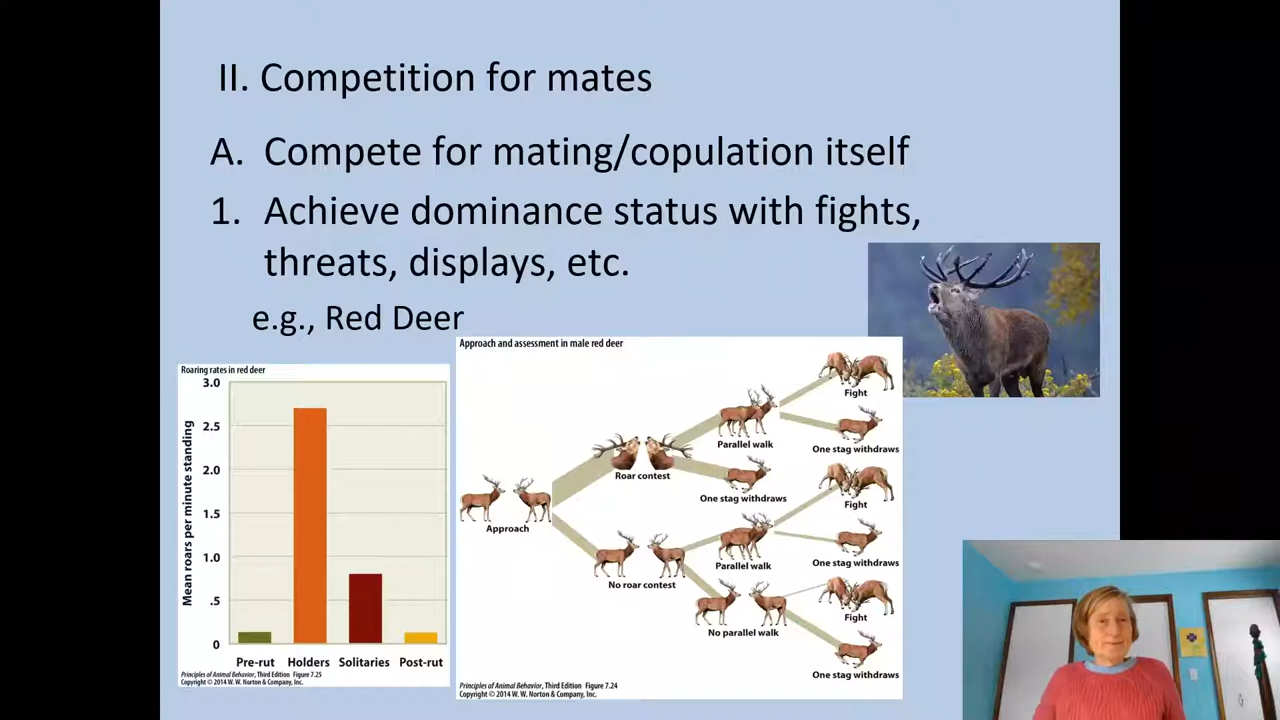 II. Competition for mates
A. Compete for mating/copulation itself
1. Achieve dominance status with fights,
threats, displays, etc.
e.g., Red Deer
Roaring rates in red deer
Mean roars per minute standing
3.0
2.5
2.0
1.5
1.0
.5
0
Pre-rut Holders Solitaries Post-rut
Principles of Animal Behavior, Third Edition Figure 7.25
Copyright © 2014 W. W. Norton & Company, Inc.
Approach and assessment in male red deer
Approach
Roar contest
No roar contest
Parallel walk
One stag withdraws
Parallel walk
No parallel walk
Fight
One stag withdraws
Fight
One stag withdraws
Fight
One stag withdraws
Principles of Animal Behavior, Third Edition Figure 7.24
Copyright © 2014 W. W. Norton & Company, Inc.